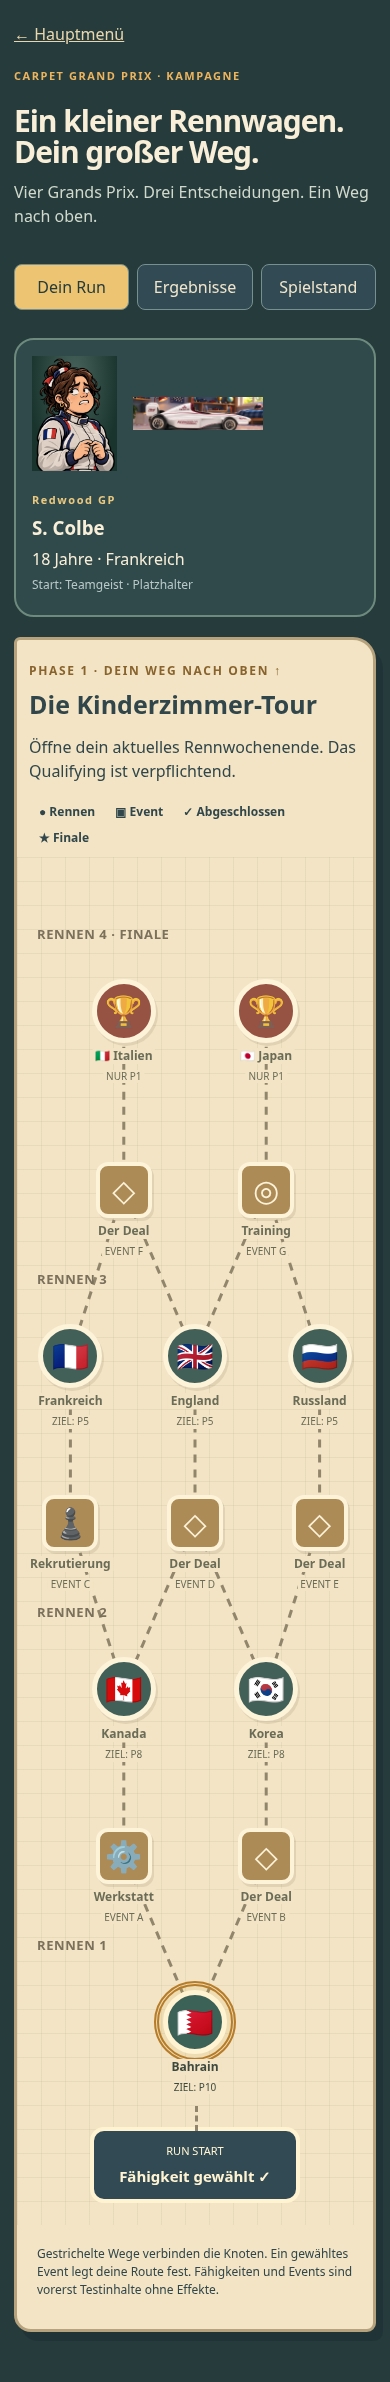 ← Hauptmenü
CARPET GRAND PRIX · KAMPAGNE
Ein kleiner Rennwagen.
Dein großer Weg.
Vier Grands Prix. Drei Entscheidungen. Ein Weg
nach oben.
Dein Run
Ergebnisse
Spielstand
Redwood GP
S. Colbe
18 Jahre · Frankreich
Start: Teamgeist · Platzhalter
PHASE 1 · DEIN WEG NACH OBEN ↑
Die Kinderzimmer-Tour
Öffne dein aktuelles Rennwochenende. Das
Qualifying ist verpflichtend.
● Rennen ▣ Event ✓ Abgeschlossen
★ Finale
RENNEN 4 · FINALE
Italien Japan
NUR P1 NUR P1
Der Deal Training
EVENT F EVENT G
RENNEN 3
Frankreich England Russland
ZIEL: P5 ZIEL: P5 ZIEL: P5
Rekrutierung Der Deal Der Deal
EVENT C EVENT D EVENT E
RENNEN 2
Kanada Korea
ZIEL: P8 ZIEL: P8
Werkstatt Der Deal
EVENT A EVENT B
RENNEN 1
Bahrain
ZIEL: P10
RUN START
Fähigkeit gewählt ✓
Gestrichelte Wege verbinden die Knoten. Ein gewähltes
Event legt deine Route fest. Fähigkeiten und Events sind
vorerst Testinhalte ohne Effekte.